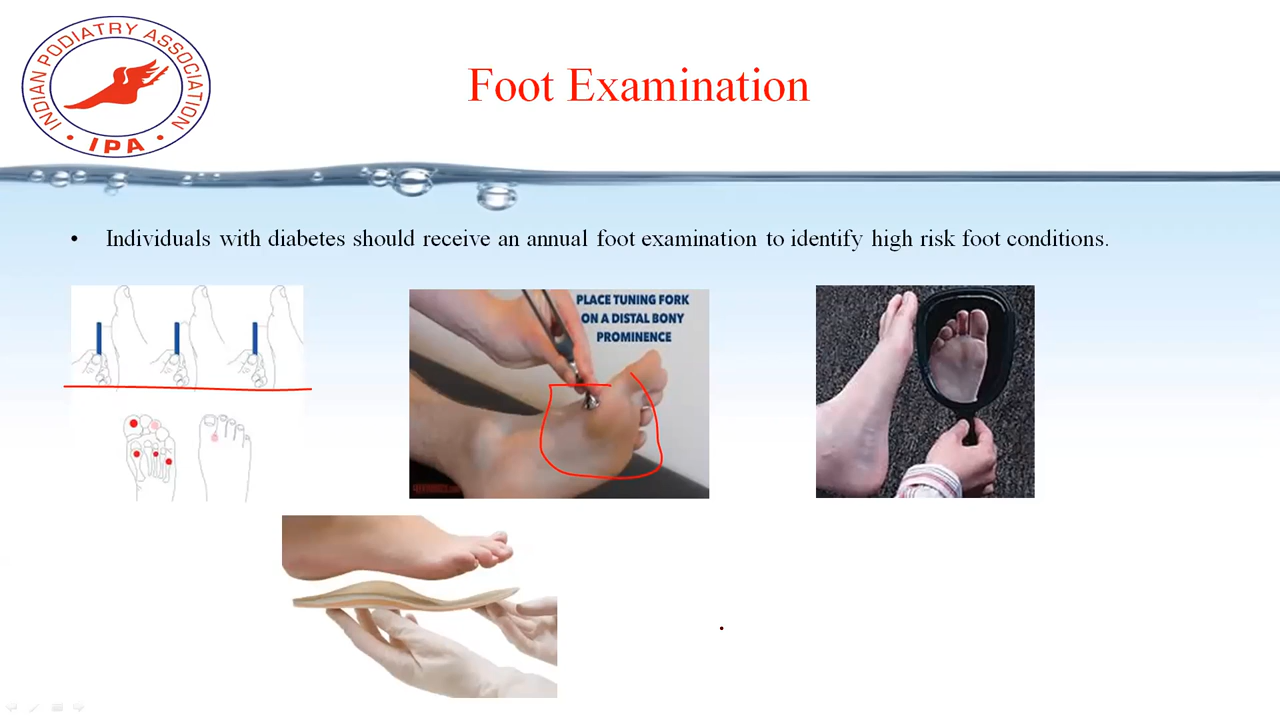 INDIAN PODIATRY ASSOCIATION
• IPA •
Foot Examination
• Individuals with diabetes should receive an annual foot examination to identify high risk foot conditions.
PLACE TUNING FORK
ON A DISTAL BONY
PROMINENCE